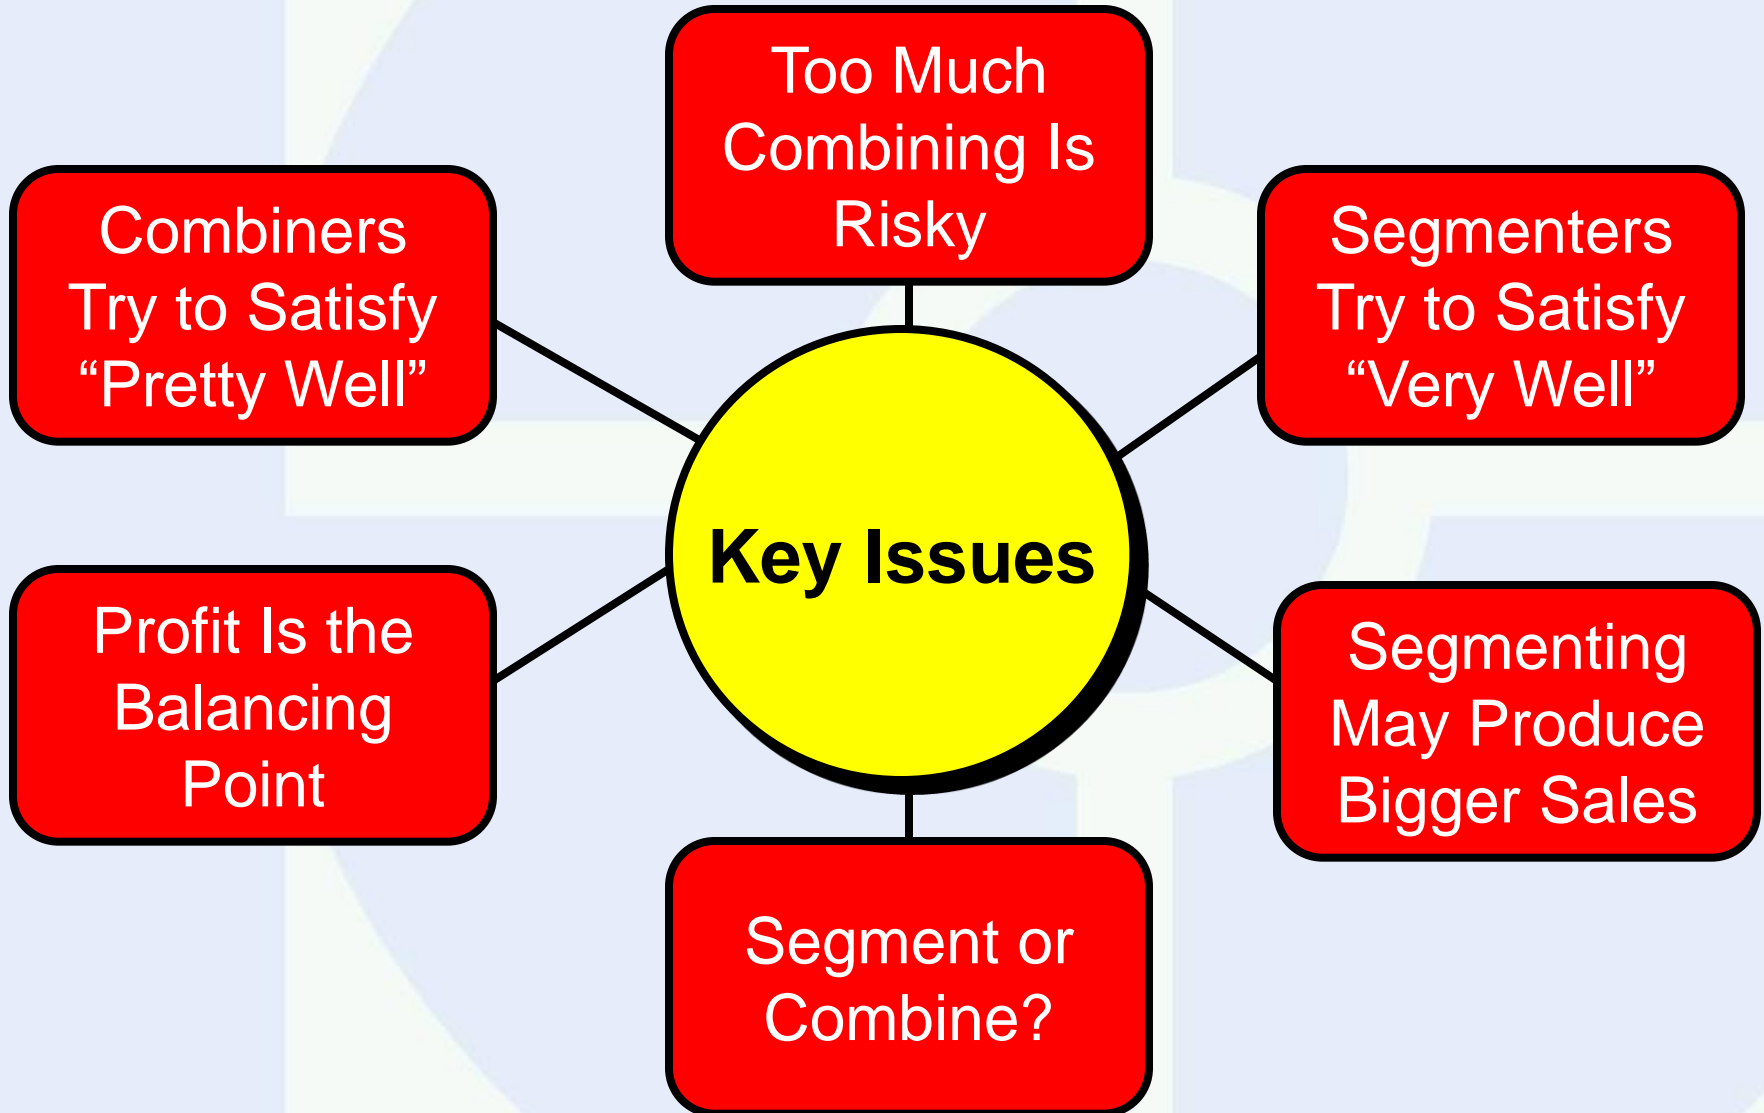 Too Much
Combining Is
Risky
Combiners
Try to Satisfy
“Pretty Well”
Segmenters
Try to Satisfy
“Very Well”
Key Issues
Profit Is the
Balancing
Point
Segmenting
May Produce
Bigger Sales
Segment or
Combine?